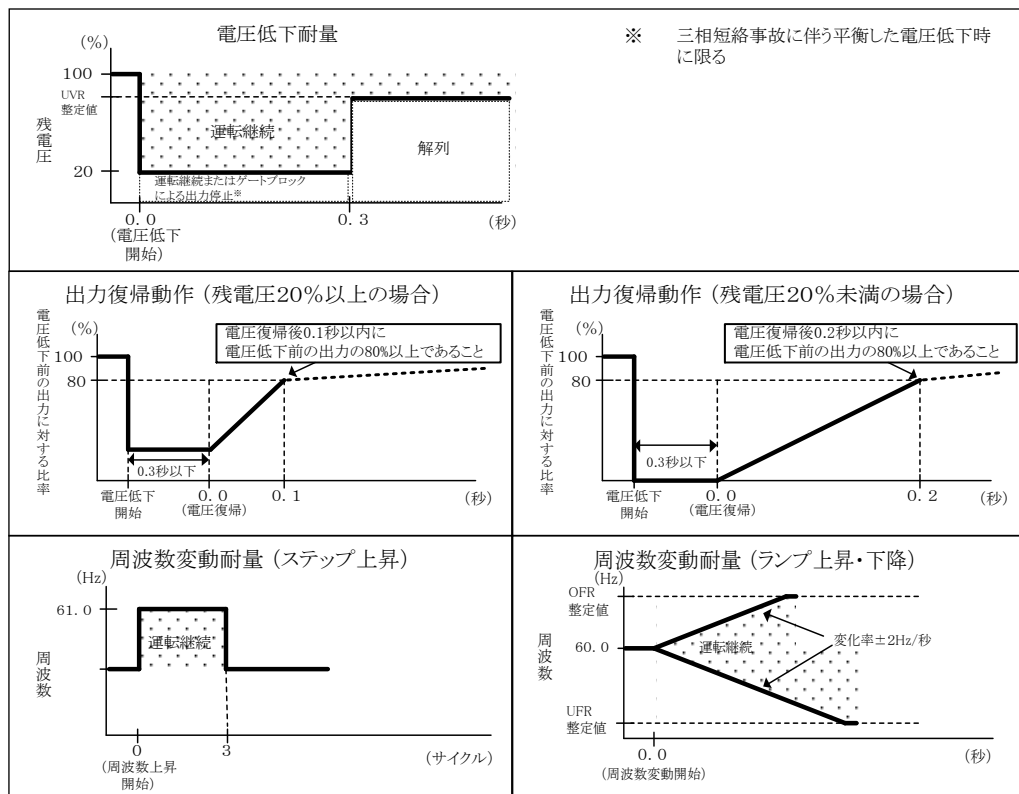 電圧低下耐量
(%)
100
UVR
整定値
残電圧
20
運転継続
解列
運転継続またはゲートブロック
による出力停止※
0.0
(電圧低下
開始)
0.3
(秒)
※ 三相短絡事故に伴う平衡した電圧低下時
に限る
出力復帰動作(残電圧20%以上の場合)
電圧低下前の出力に対する比率
(%)
100
80
電圧復帰後0.1秒以内に
電圧低下前の出力の80%以上であること
0.3秒以下
電圧低下
開始
0.0
(電圧復帰)
0.1
(秒)
出力復帰動作(残電圧20%未満の場合)
電圧低下前の出力に対する比率
(%)
100
80
電圧復帰後0.2秒以内に
電圧低下前の出力の80%以上であること
0.3秒以下
電圧低下
開始
0.0
(電圧復帰)
0.2
(秒)
周波数変動耐量(ステップ上昇)
(Hz)
61.0
運転継続
周波数
0
(周波数上昇
開始)
3
(サイクル)
周波数変動耐量(ランプ上昇・下降)
(Hz)
OFR
整定値
60.0
周波数
運転継続
変化率±2Hz/秒
UFR
整定値
0.0
(周波数変動開始)
(秒)